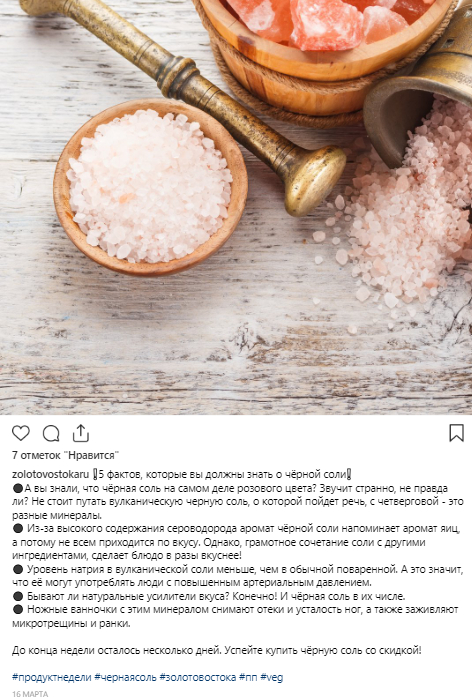 7 отметок "Нравится"
zolotovostokaru 🧂5 фактов, которые вы должны знать о чёрной соли🧂
⚫А вы знали, что чёрная соль на самом деле розового цвета? Звучит странно, не правда
ли? Не стоит путать вулканическую черную соль, о которой пойдет речь, с четверговой - это
разные минералы.
⚫ Из-за высокого содержания сероводорода аромат чёрной соли напоминает аромат яиц,
а потому не всем приходится по вкусу. Однако, грамотное сочетание соли с другими
ингредиентами, сделает блюдо в разы вкуснее!
⚫ Уровень натрия в вулканической соли меньше, чем в обычной поваренной. А это значит,
что её могут употреблять люди с повышенным артериальным давлением.
⚫ Бывают ли натуральные усилители вкуса? Конечно! И чёрная соль в их числе.
⚫ Ножные ванночки с этим минералом снимают отеки и усталость ног, а также заживляют
микротрещины и ранки.
До конца недели осталось несколько дней. Успейте купить чёрную соль со скидкой!
#продуктнедели #чернаясоль #золотовостока #пп #veg
16 МАРТА